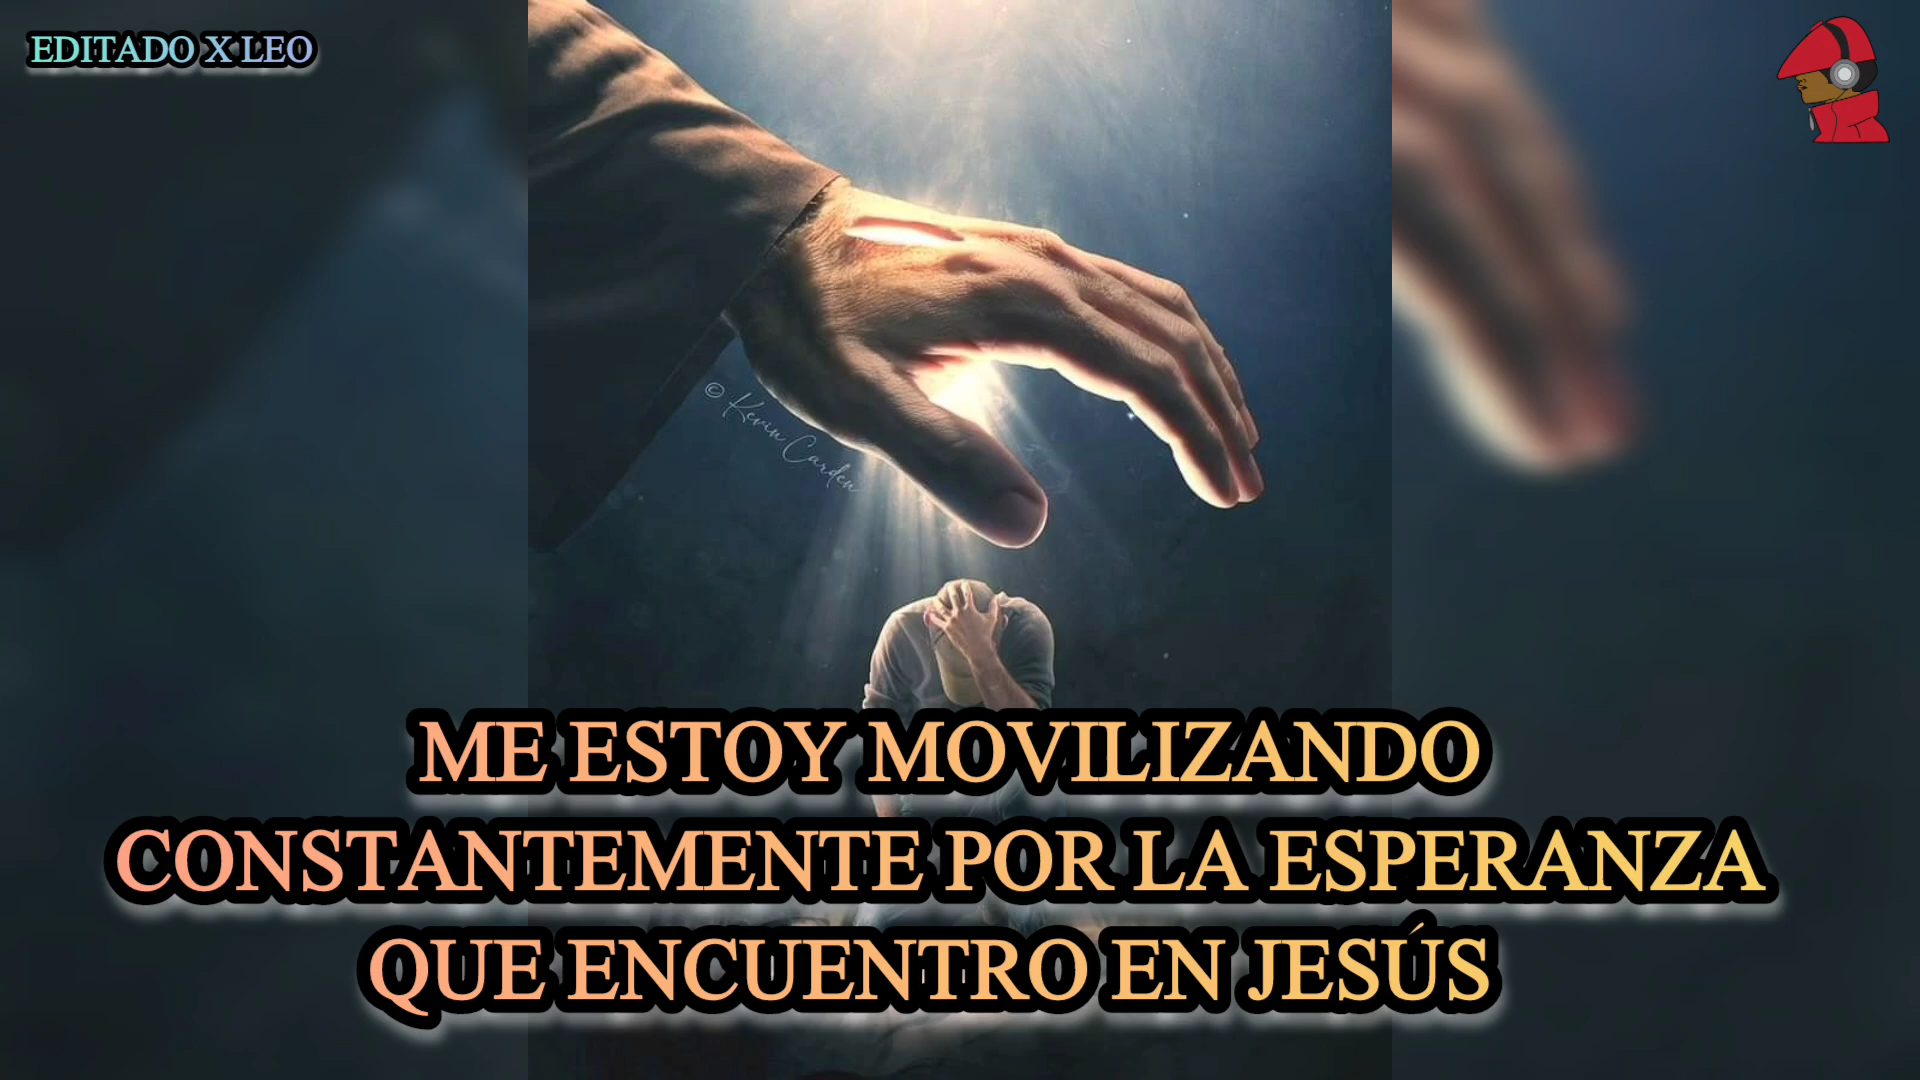 EDITADO X LEO
© Kevin Carden
ME ESTOY MOVILIZANDO
CONSTANTEMENTE POR LA ESPERANZA
QUE ENCUENTRO EN JESÚS